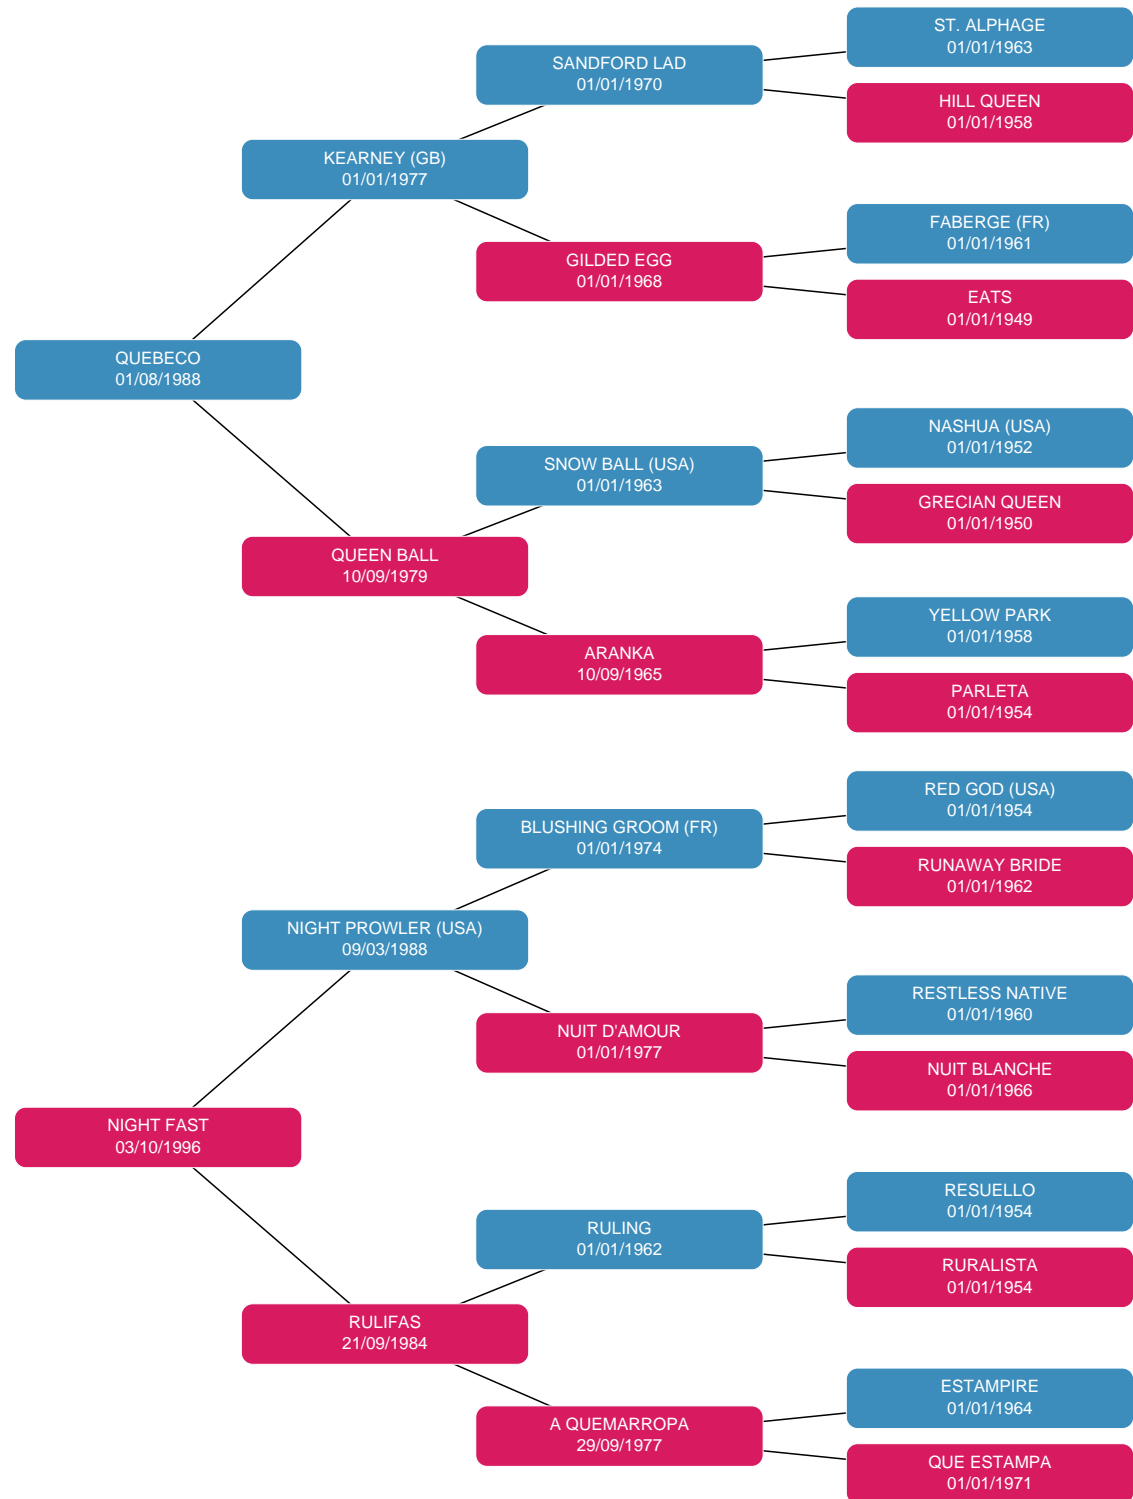 ST. ALPHAGE
01/01/1963
SANDFORD LAD
01/01/1970
HILL QUEEN
01/01/1958
KEARNEY (GB)
01/01/1977
FABERGE (FR)
01/01/1961
GILDED EGG
01/01/1968
EATS
01/01/1949
QUEBECO
01/08/1988
NASHUA (USA)
01/01/1952
SNOW BALL (USA)
01/01/1963
GRECIAN QUEEN
01/01/1950
QUEEN BALL
10/09/1979
YELLOW PARK
01/01/1958
ARANKA
10/09/1965
PARLETA
01/01/1954
RED GOD (USA)
01/01/1954
BLUSHING GROOM (FR)
01/01/1974
RUNAWAY BRIDE
01/01/1962
NIGHT PROWLER (USA)
09/03/1988
RESTLESS NATIVE
01/01/1960
NUIT D'AMOUR
01/01/1977
NUIT BLANCHE
01/01/1966
NIGHT FAST
03/10/1996
RESUELLO
01/01/1954
RULING
01/01/1962
RURALISTA
01/01/1954
RULIFAS
21/09/1984
ESTAMPIRE
01/01/1964
A QUEMARROPA
29/09/1977
QUE ESTAMPA
01/01/1971